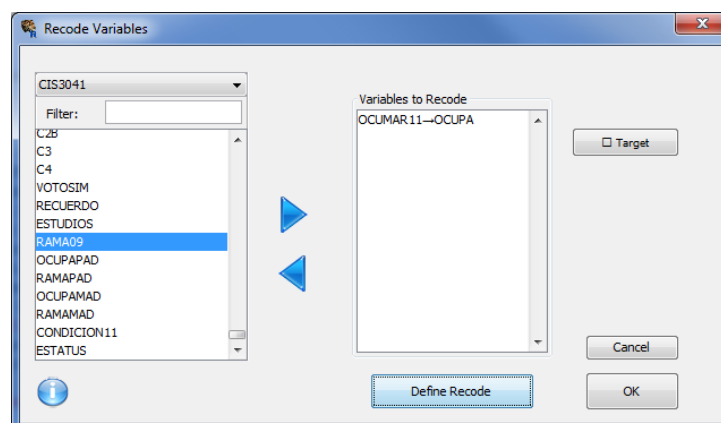 Recode Variables
CIS3041
Filter:
C2B
C3
C4
VOTOSIM
RECUERDO
ESTUDIOS
RAMA09
OCUPAPAD
RAMAPAD
OCUPAMAD
RAMAMAD
CONDICION11
ESTATUS
Variables to Recode
OCUMAR11→OCUPA
Target
Cancel
Define Recode
OK